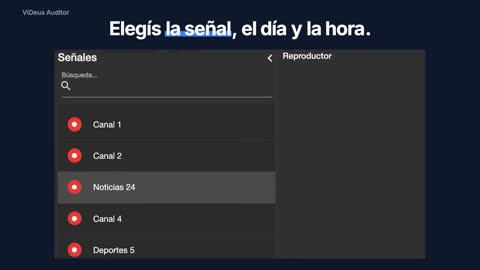 ViDeus Auditor
Elegís la señal, el día y la hora.
Señales
Reproductor
Búsqueda...
Canal 1
Canal 2
Noticias 24
Canal 4
Deportes 5